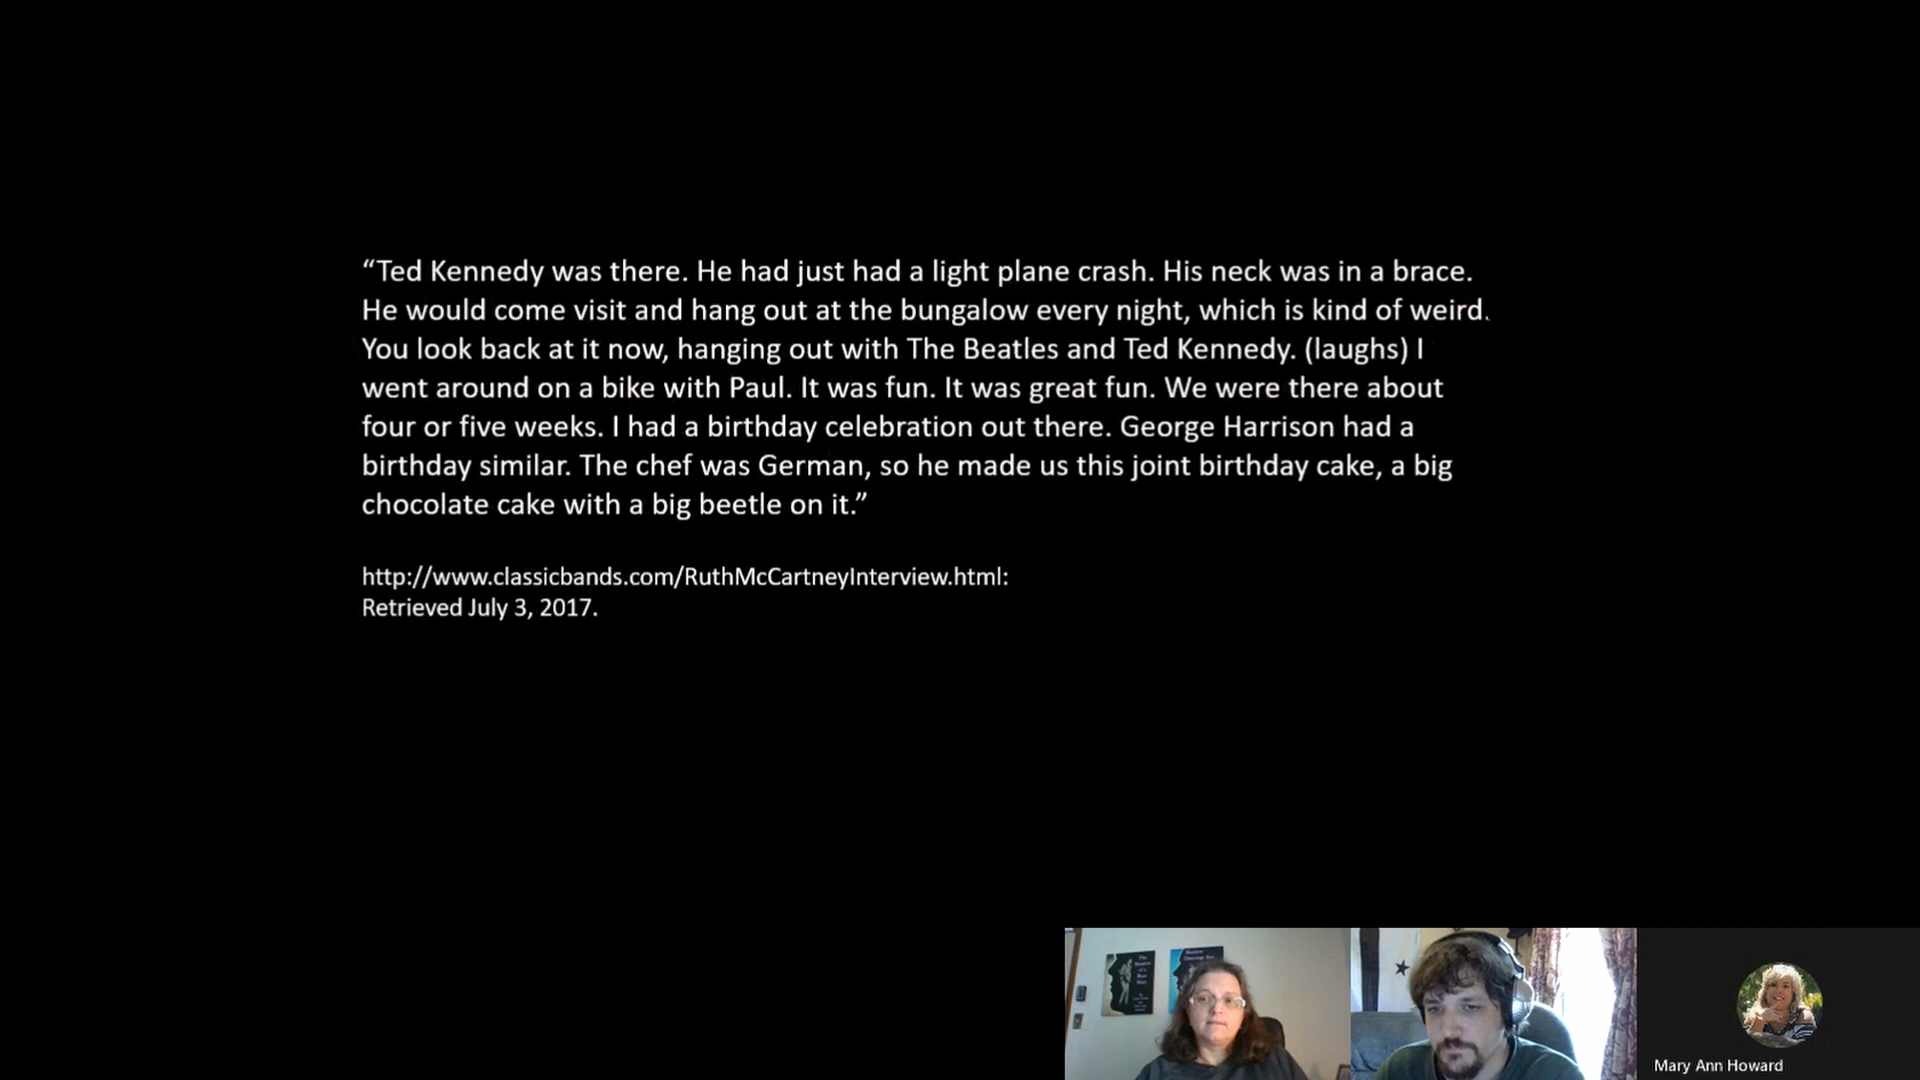 “Ted Kennedy was there. He had just had a light plane crash. His neck was in a brace.
He would come visit and hang out at the bungalow every night, which is kind of weird.
You look back at it now, hanging out with The Beatles and Ted Kennedy. (laughs) I
went around on a bike with Paul. It was fun. It was great fun. We were there about
four or five weeks. I had a birthday celebration out there. George Harrison had a
birthday similar. The chef was German, so he made us this joint birthday cake, a big
chocolate cake with a big beetle on it.”
http://www.classicbands.com/RuthMcCartneyInterview.html:
Retrieved July 3, 2017.
Mary Ann Howard